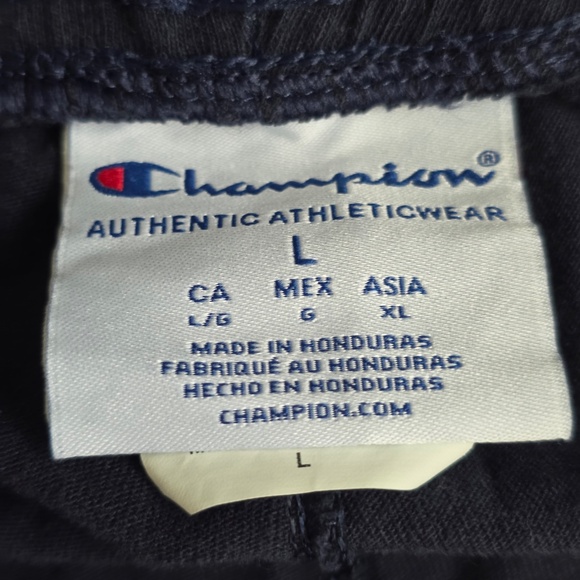 Champion®
AUTHENTIC ATHLETICWEAR
L
CA MEX ASIA
L/G G XL
MADE IN HONDURAS
FABRIQUÉ AU HONDURAS
HECHO EN HONDURAS
CHAMPION.COM
L